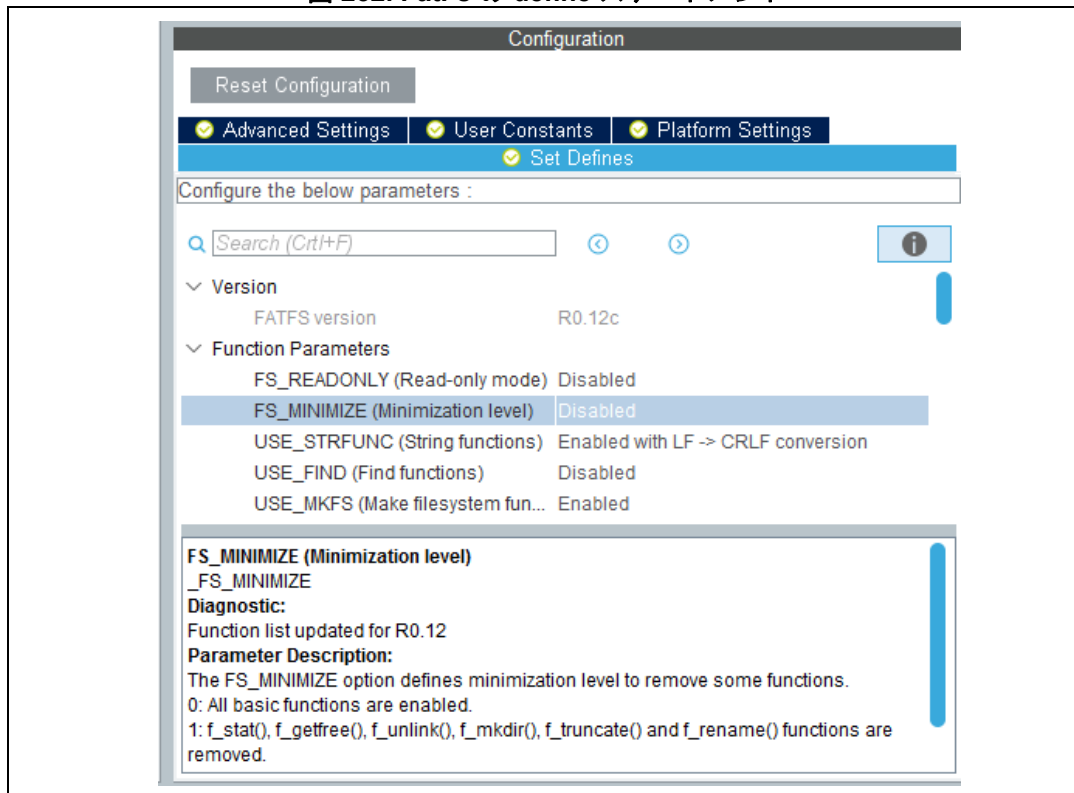 Configuration
Reset Configuration
Advanced Settings User Constants Platform Settings
Set Defines
Configure the below parameters :
Search (Crtl+F)
Version
FATFS version R0.12c
Function Parameters
FS_READONLY (Read-only mode) Disabled
FS_MINIMIZE (Minimization level) Disabled
USE_STRFUNC (String functions) Enabled with LF -> CRLF conversion
USE_FIND (Find functions) Disabled
USE_MKFS (Make filesystem fun... Enabled
FS_MINIMIZE (Minimization level)
_FS_MINIMIZE
Diagnostic:
Function list updated for R0.12
Parameter Description:
The FS_MINIMIZE option defines minimization level to remove some functions.
0: All basic functions are enabled.
1: f_stat(), f_getfree(), f_unlink(), f_mkdir(), f_truncate() and f_rename() functions are
removed.